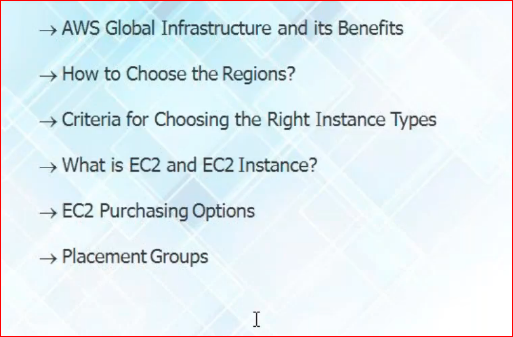 → AWS Global Infrastructure and its Benefits
→ How to Choose the Regions?
→ Criteria for Choosing the Right Instance Types
→ What is EC2 and EC2 Instance?
→ EC2 Purchasing Options
→ Placement Groups